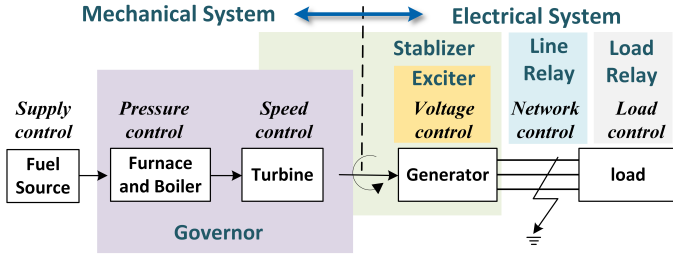 Mechanical System
Electrical System
Stablizer
Line
Relay
Load
Relay
Exciter
Supply
control
Pressure
control
Speed
control
Voltage
control
Network
control
Load
control
Fuel
Source
Furnace
and Boiler
Turbine
Generator
load
Governor